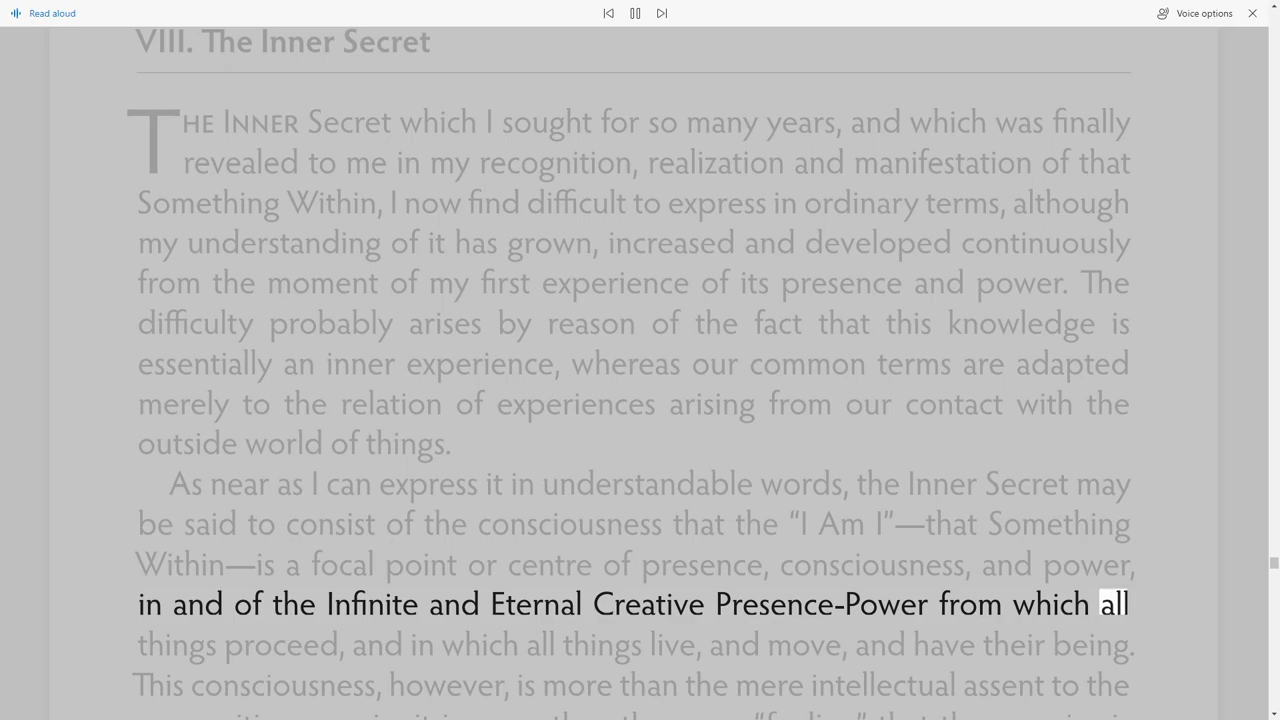 Read aloud
Voice options
VIII. The Inner Secret
THE INNER Secret which I sought for so many years, and which was finally
revealed to me in my recognition, realization and manifestation of that
Something Within, I now find difficult to express in ordinary terms, although
my understanding of it has grown, increased and developed continuously
from the moment of my first experience of its presence and power. The
difficulty probably arises by reason of the fact that this knowledge is
essentially an inner experience, whereas our common terms are adapted
merely to the relation of experiences arising from our contact with the
outside world of things.
As near as I can express it in understandable words, the Inner Secret may
be said to consist of the consciousness that the “I Am I”—that Something
Within—is a focal point or centre of presence, consciousness, and power,
in and of the Infinite and Eternal Creative Presence-Power from which all
things proceed, and in which all things live, and move, and have their being.
This consciousness, however, is more than the mere intellectual assent to the